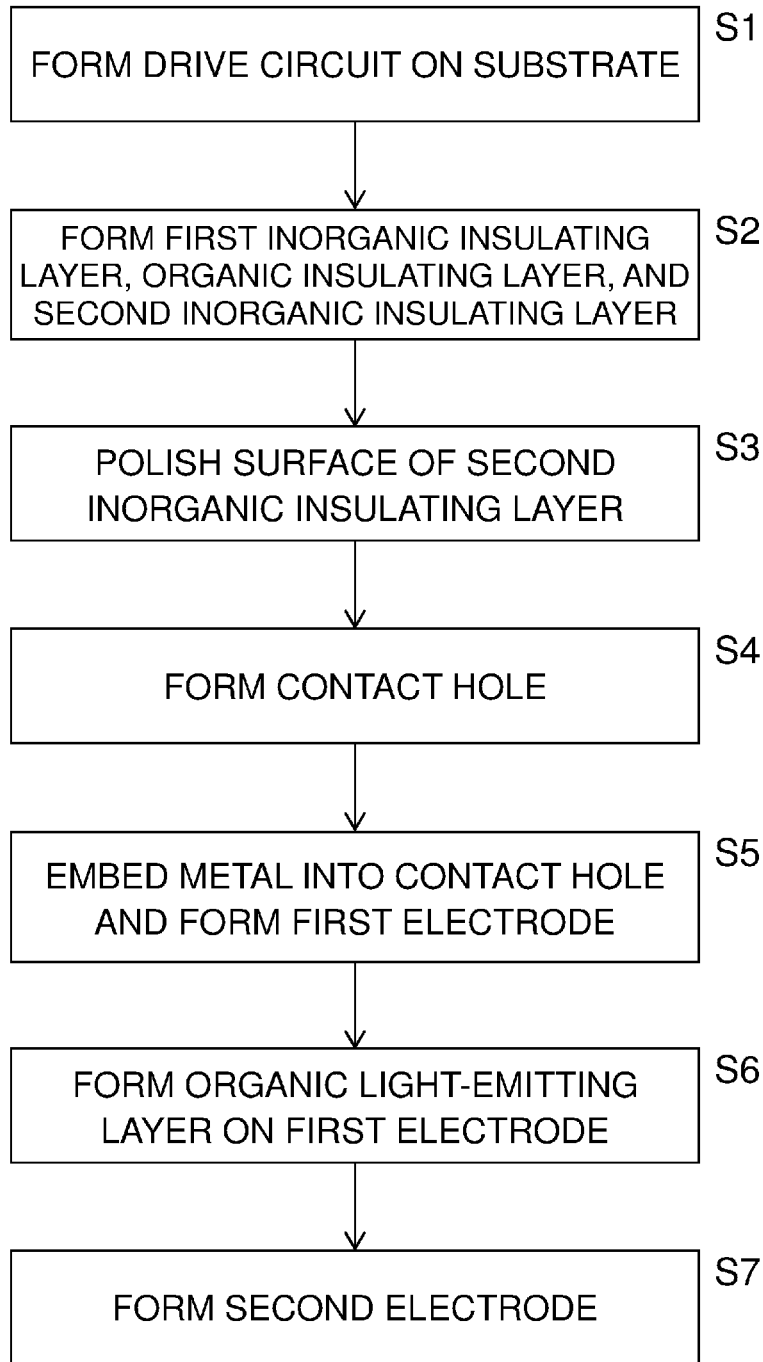 S1
FORM DRIVE CIRCUIT ON SUBSTRATE
S2
FORM FIRST INORGANIC INSULATING
LAYER, ORGANIC INSULATING LAYER, AND
SECOND INORGANIC INSULATING LAYER
S3
POLISH SURFACE OF SECOND
INORGANIC INSULATING LAYER
S4
FORM CONTACT HOLE
S5
EMBED METAL INTO CONTACT HOLE
AND FORM FIRST ELECTRODE
S6
FORM ORGANIC LIGHT-EMITTING
LAYER ON FIRST ELECTRODE
S7
FORM SECOND ELECTRODE